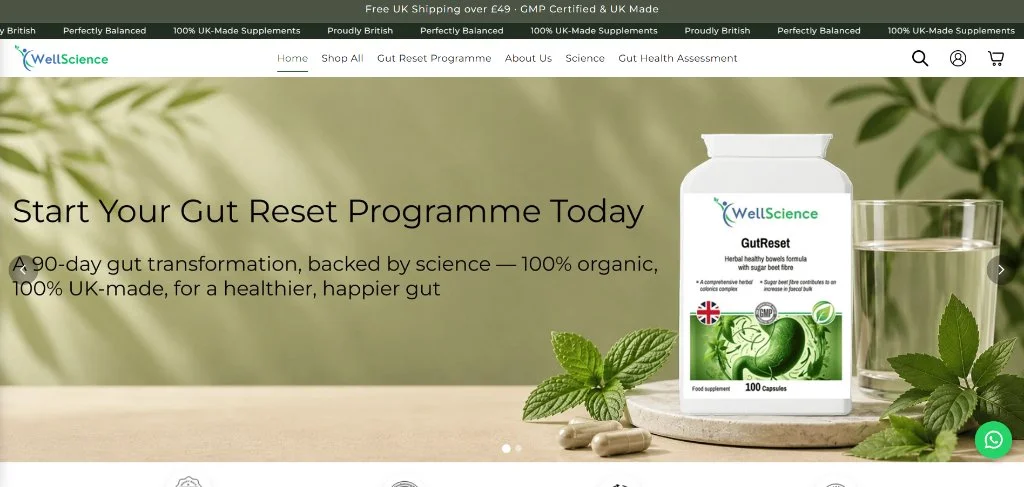 Free UK Shipping over £49 · GMP Certified & UK Made
y British Perfectly Balanced 100% UK-Made Supplements Proudly British Perfectly Balanced 100% UK-Made Supplements Proudly British Perfectly Balanced 100% UK-Made Supplements
WellScience
Home Shop All Gut Reset Programme About Us Science Gut Health Assessment
Start Your Gut Reset Programme Today
A 90-day gut transformation, backed by science — 100% organic,
100% UK-made, for a healthier, happier gut
WellScience
GutReset
Herbal healthy bowels formula
with sugar beet fibre
* A comprehensive herbal
colonics complex
* Sugar beet fibre contributes to an
increase in faecal bulk
GMP
Food supplement 100 Capsules